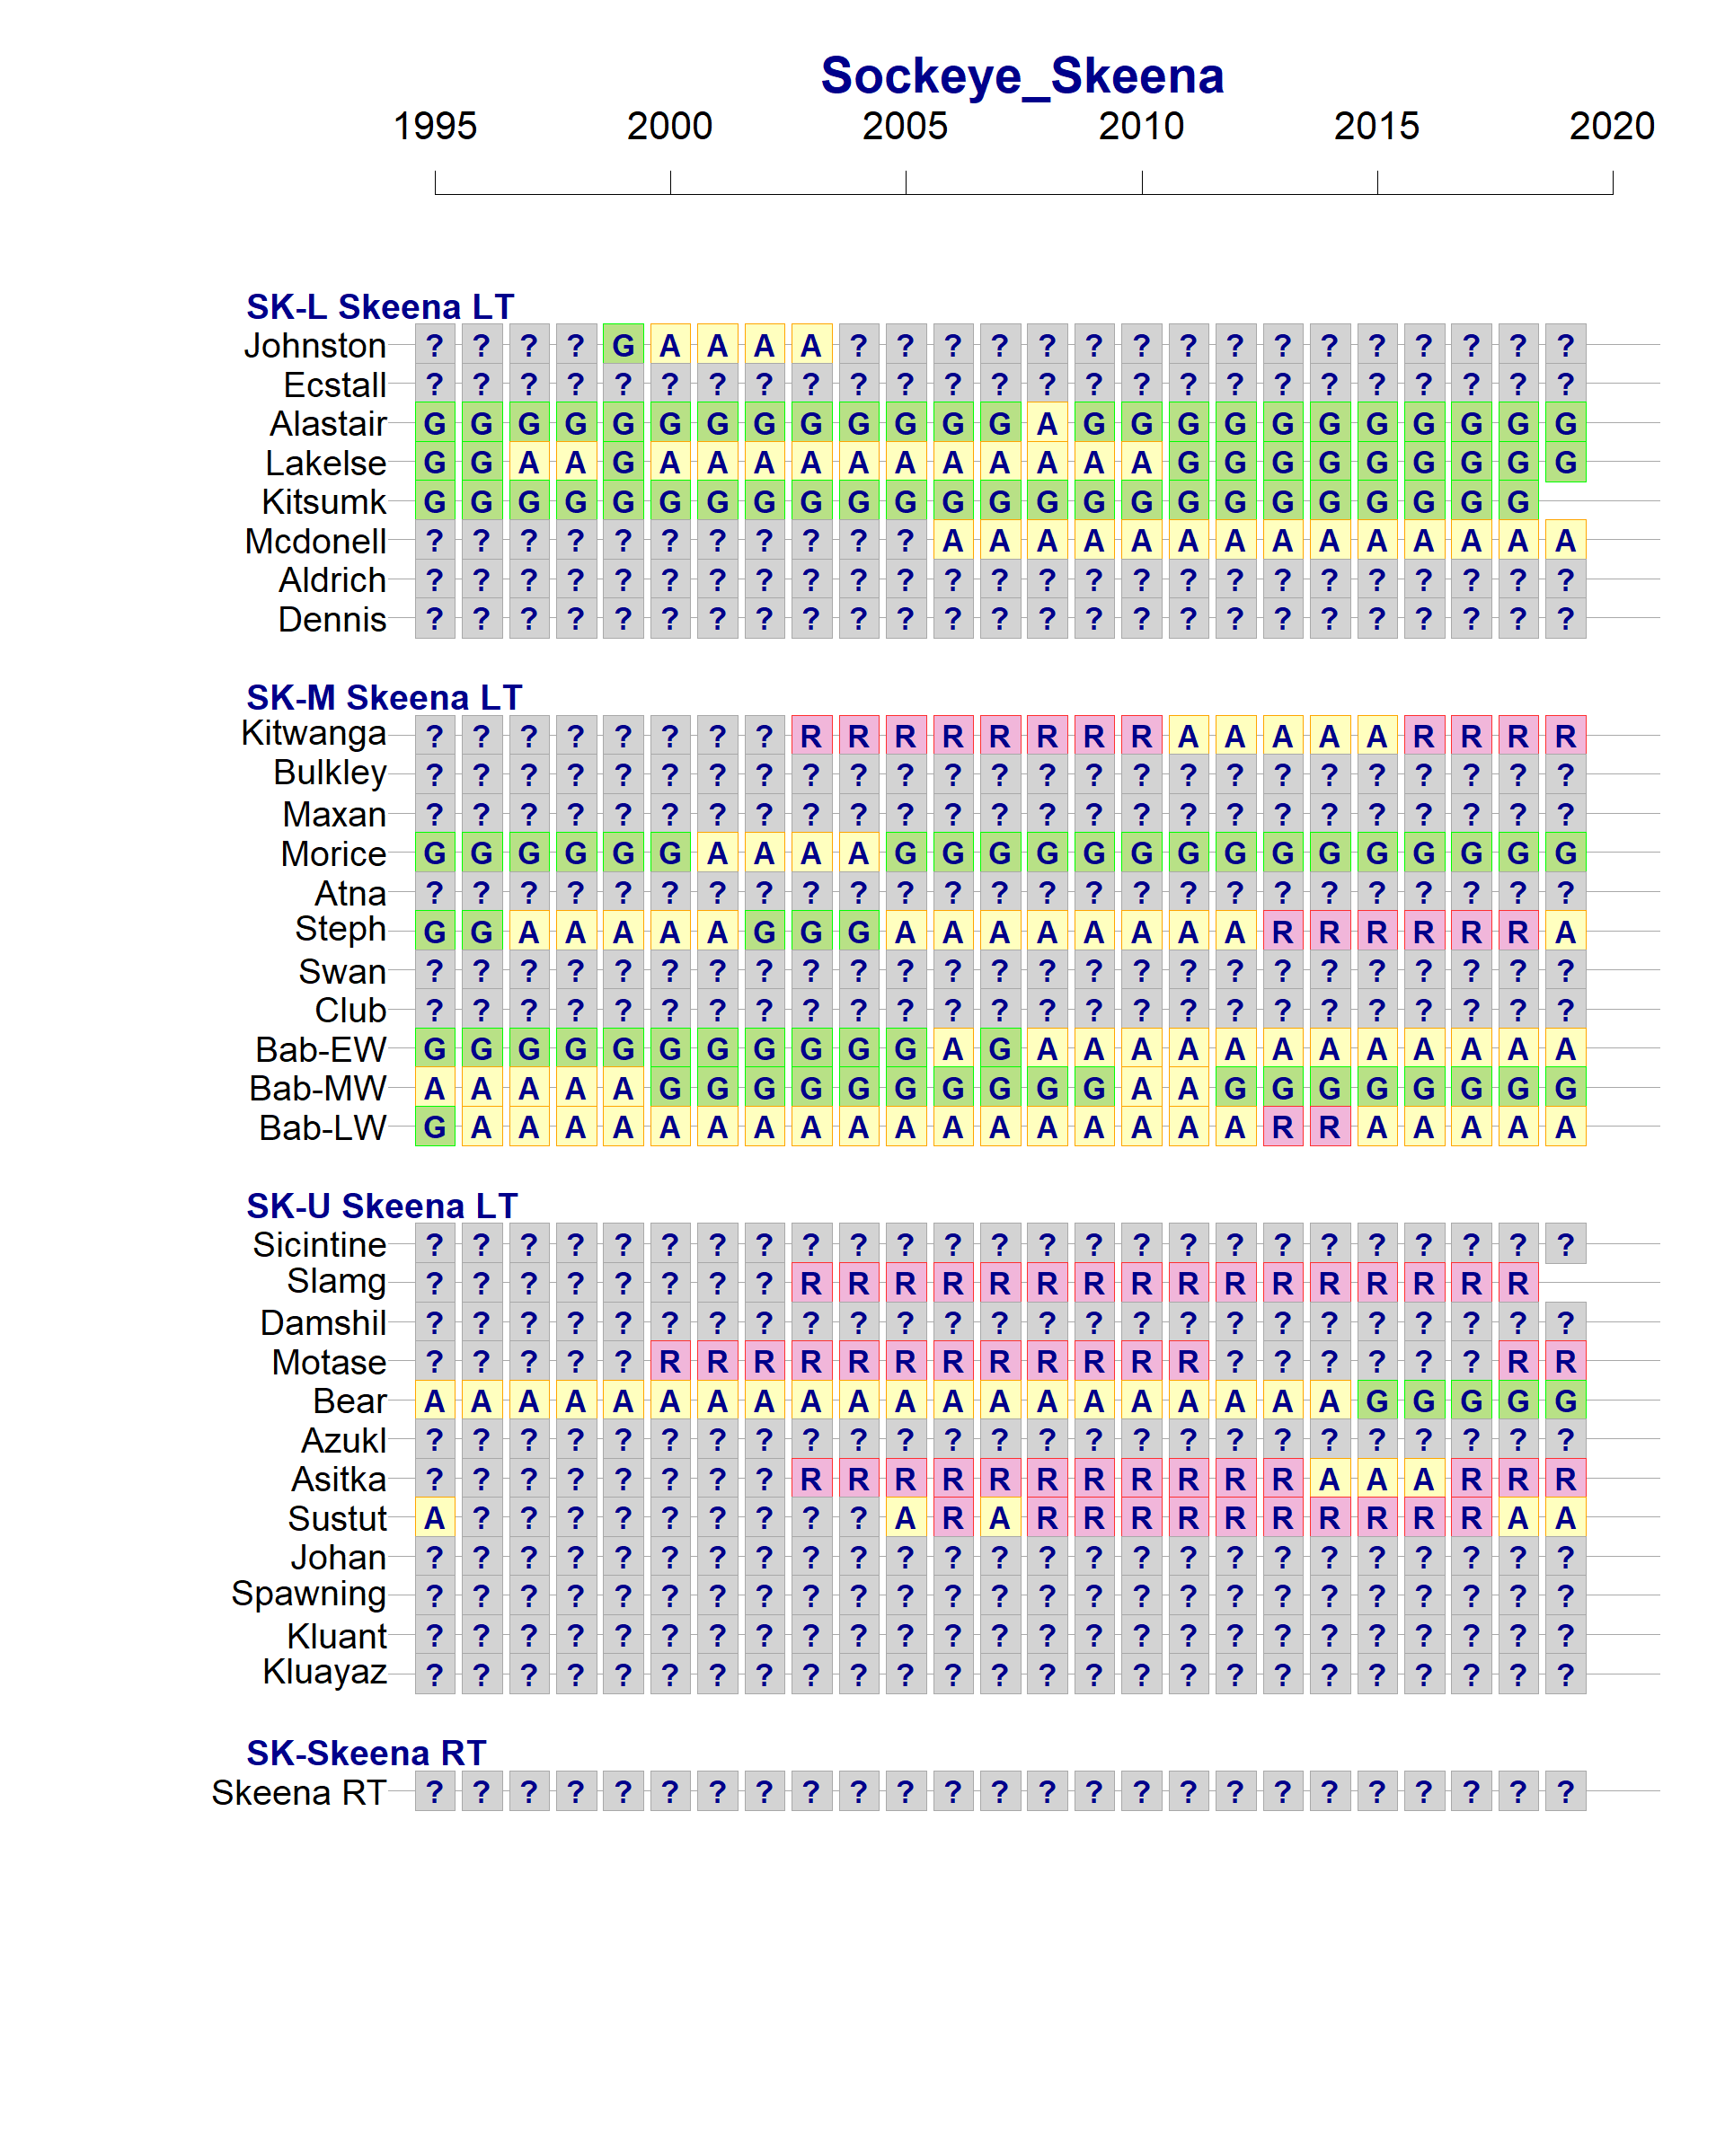 Sockeye_Skeena
1995 2000 2005 2010 2015 2020
SK-L Skeena LT
Johnston ? ? ? ? G A A A A ? ? ? ? ? ? ? ? ? ? ? ? ? ? ? ?
Ecstall ? ? ? ? ? ? ? ? ? ? ? ? ? ? ? ? ? ? ? ? ? ? ? ? ?
Alastair G G G G G G G G G G G G G A G G G G G G G G G G G
Lakelse G G A A G A A A A A A A A A A A G G G G G G G G G
Kitsumk G G G G G G G G G G G G G G G G G G G G G G G G
Mcdonell ? ? ? ? ? ? ? ? ? ? ? A A A A A A A A A A A A A A
Aldrich ? ? ? ? ? ? ? ? ? ? ? ? ? ? ? ? ? ? ? ? ? ? ? ? ?
Dennis ? ? ? ? ? ? ? ? ? ? ? ? ? ? ? ? ? ? ? ? ? ? ? ? ?
SK-M Skeena LT
Kitwanga ? ? ? ? ? ? ? ? R R R R R R R R A A A A A R R R R
Bulkley ? ? ? ? ? ? ? ? ? ? ? ? ? ? ? ? ? ? ? ? ? ? ? ? ?
Maxan ? ? ? ? ? ? ? ? ? ? ? ? ? ? ? ? ? ? ? ? ? ? ? ? ?
Morice G G G G G G A A A A G G G G G G G G G G G G G G G
Atna ? ? ? ? ? ? ? ? ? ? ? ? ? ? ? ? ? ? ? ? ? ? ? ? ?
Steph G G A A A A A G G G A A A A A A A A R R R R R R A
Swan ? ? ? ? ? ? ? ? ? ? ? ? ? ? ? ? ? ? ? ? ? ? ? ? ?
Club ? ? ? ? ? ? ? ? ? ? ? ? ? ? ? ? ? ? ? ? ? ? ? ? ?
Bab-EW G G G G G G G G G G G A G A A A A A A A A A A A A
Bab-MW A A A A A G G G G G G G G G G A A G G G G G G G G
Bab-LW G A A A A A A A A A A A A A A A A A R R A A A A A
SK-U Skeena LT
Sicintine ? ? ? ? ? ? ? ? ? ? ? ? ? ? ? ? ? ? ? ? ? ? ? ? ?
Slamg ? ? ? ? ? ? ? ? R R R R R R R R R R R R R R R R
Damshil ? ? ? ? ? ? ? ? ? ? ? ? ? ? ? ? ? ? ? ? ? ? ? ? ?
Motase ? ? ? ? ? R R R R R R R R R R R R ? ? ? ? ? ? R R
Bear A A A A A A A A A A A A A A A A A A A A G G G G G
Azukl ? ? ? ? ? ? ? ? ? ? ? ? ? ? ? ? ? ? ? ? ? ? ? ? ?
Asitka ? ? ? ? ? ? ? ? R R R R R R R R R R R A A A R R R
Sustut A ? ? ? ? ? ? ? ? ? A R A R R R R R R R R R R A A
Johan ? ? ? ? ? ? ? ? ? ? ? ? ? ? ? ? ? ? ? ? ? ? ? ? ?
Spawning ? ? ? ? ? ? ? ? ? ? ? ? ? ? ? ? ? ? ? ? ? ? ? ? ?
Kluant ? ? ? ? ? ? ? ? ? ? ? ? ? ? ? ? ? ? ? ? ? ? ? ? ?
Kluayaz ? ? ? ? ? ? ? ? ? ? ? ? ? ? ? ? ? ? ? ? ? ? ? ? ?
SK-Skeena RT
Skeena RT ? ? ? ? ? ? ? ? ? ? ? ? ? ? ? ? ? ? ? ? ? ? ? ? ?